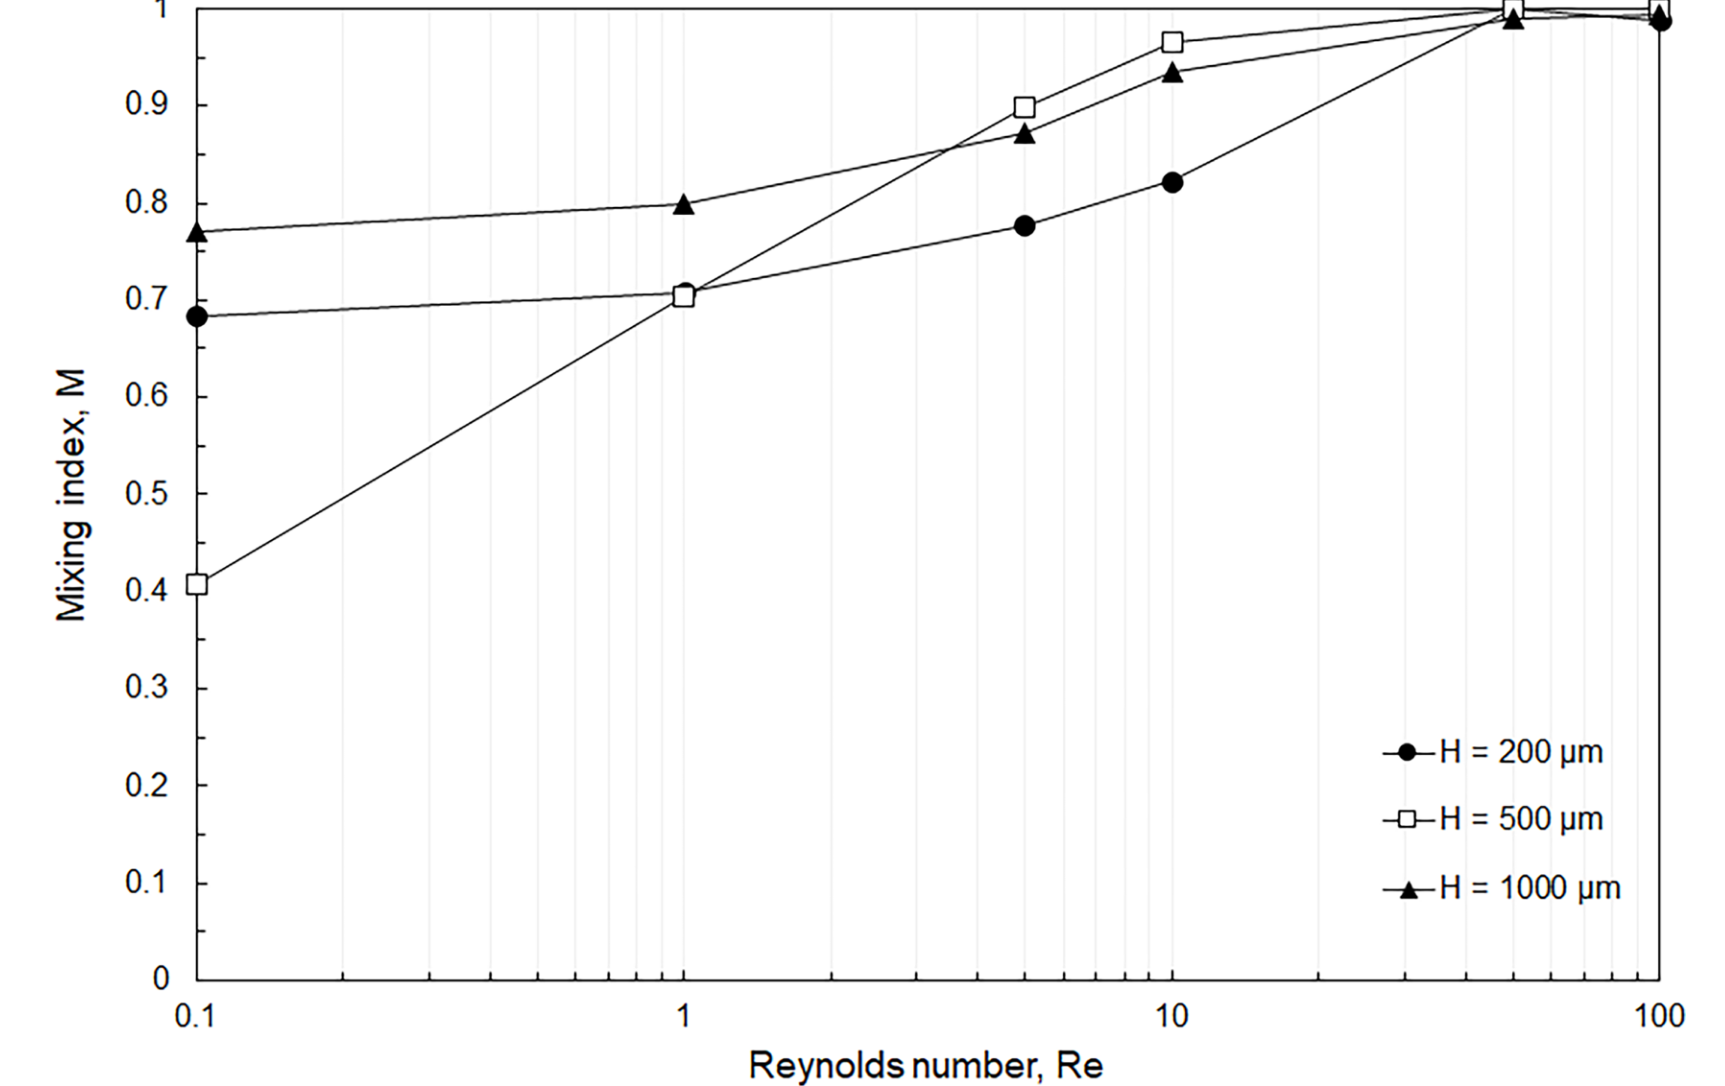 1
0.9
0.8
0.7
0.6
0.5
0.4
0.3
0.2
0.1
0
Mixing index, M
H = 200 µm
H = 500 µm
H = 1000 µm
0.1 1 10 100
Reynolds number, Re